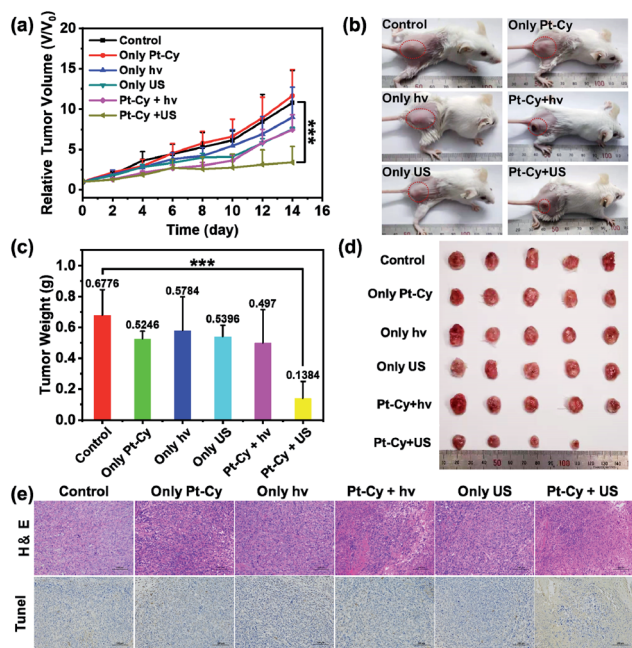 (a)
Relative Tumor Volume (V/V0)
20
15
10
5
0
Control
Only Pt-Cy
Only hv
Only US
Pt-Cy + hv
Pt-Cy +US
***
0 2 4 6 8 10 12 14 16
Time (day)
(b)
Control
Only Pt-Cy
Only hv
Pt-Cy+hv
Only US
Pt-Cy+US
(c)
Tumor Weight (g)
1.0
0.8
0.6
0.4
0.2
0.0
***
0.6776
0.5246
0.5784
0.5396
0.497
0.1384
Control
Only Pt-Cy
Only hv
Only US
Pt-Cy + hv
Pt-Cy + US
(d)
Control
Only Pt-Cy
Only hv
Only US
Pt-Cy+hv
Pt-Cy+US
(e)
Control Only Pt-Cy Only hv Pt-Cy + hv Only US Pt-Cy + US
H & E
Tunel